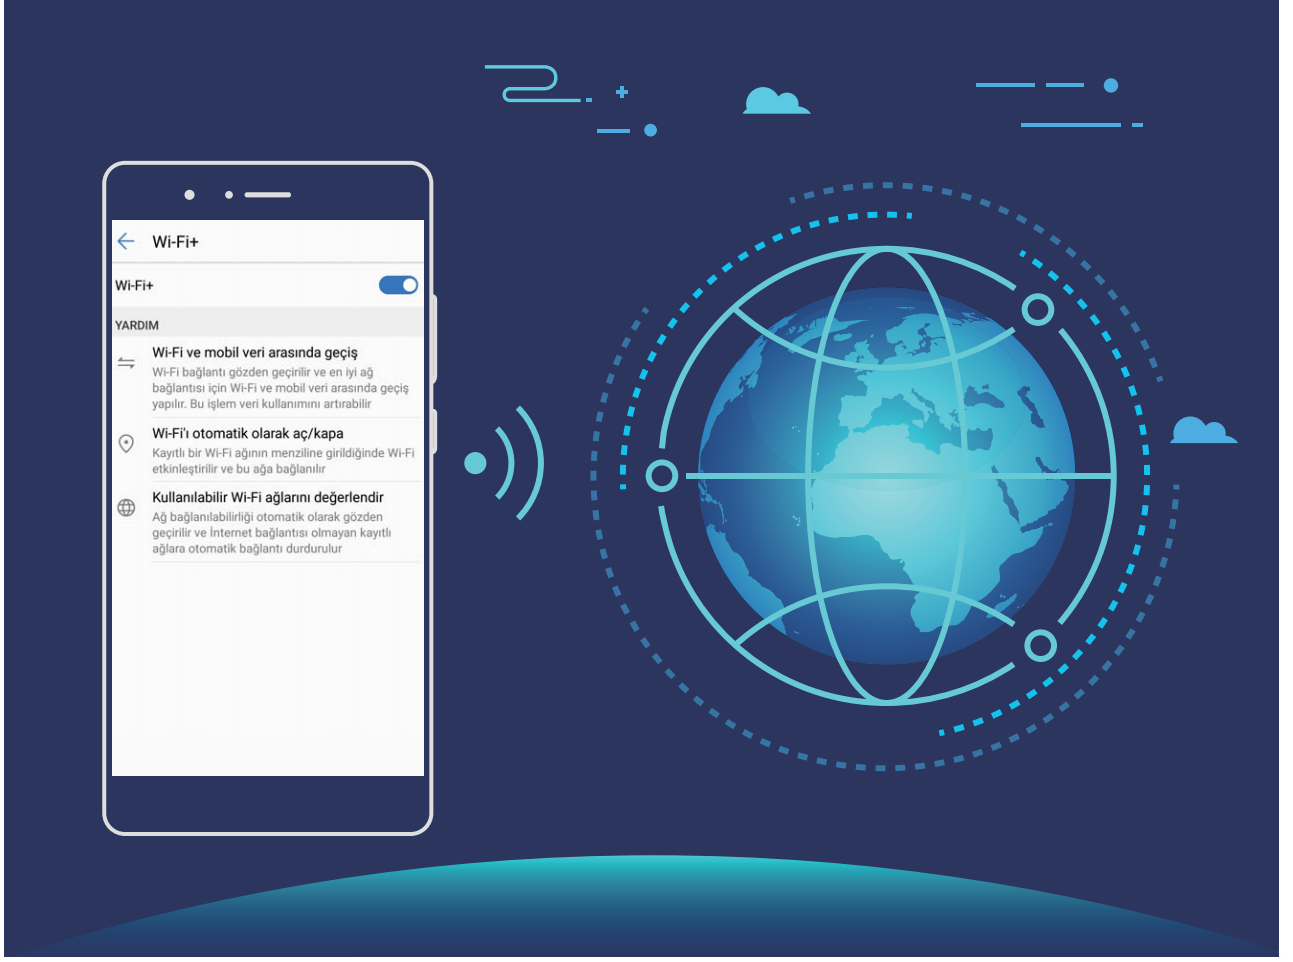 Wi-Fi+
Wi-Fi+
YARDIM
Wi-Fi ve mobil veri arasında geçiş
Wi-Fi bağlantı gözden geçirilir ve en iyi ağ
bağlantısı için Wi-Fi ve mobil veri arasında geçiş
yapılır. Bu işlem veri kullanımını artırabilir
Wi-Fi'ı otomatik olarak aç/kapa
Kayıtlı bir Wi-Fi ağının menziline girildiğinde Wi-Fi
etkinleştirilir ve bu ağa bağlanılır
Kullanılabilir Wi-Fi ağlarını değerlendir
Ağ bağlanılabilirliği otomatik olarak gözden
geçirilir ve İnternet bağlantısı olmayan kayıtlı
ağlara otomatik bağlantı durdurulur